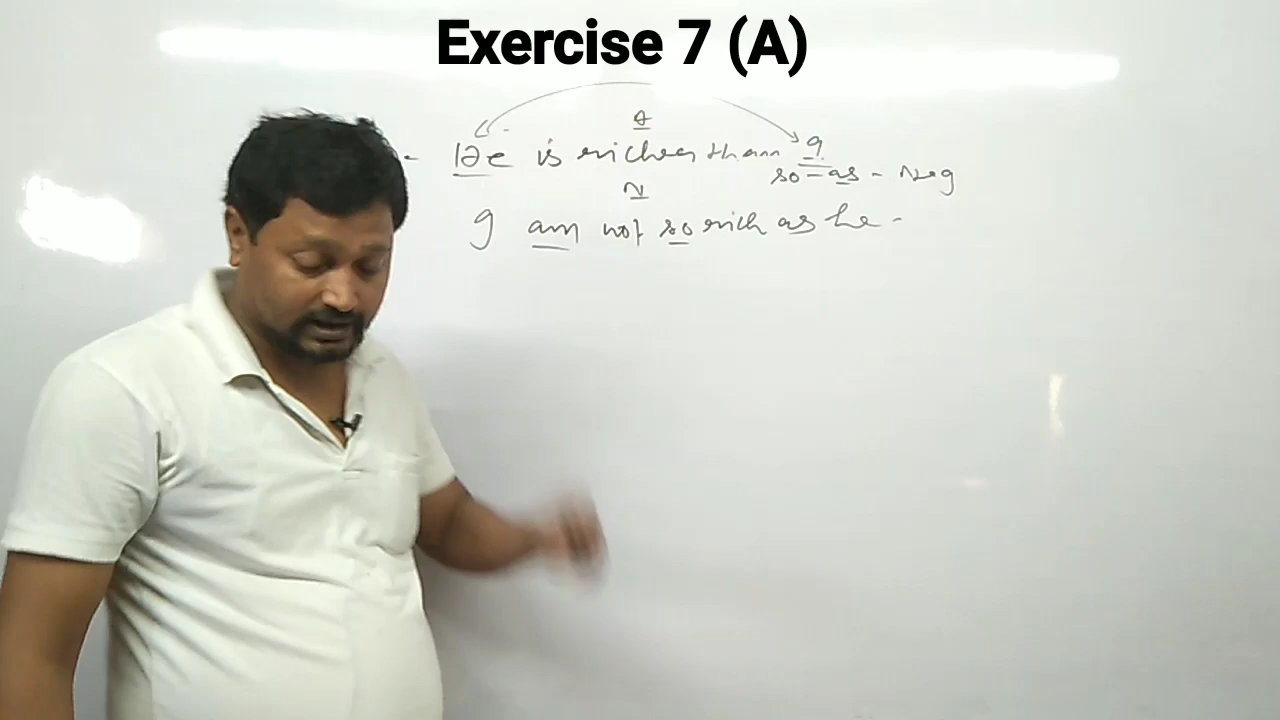 Exercise 7 (A)
A
He is richer than I
so - as - Neg
N
I am not so rich as he -